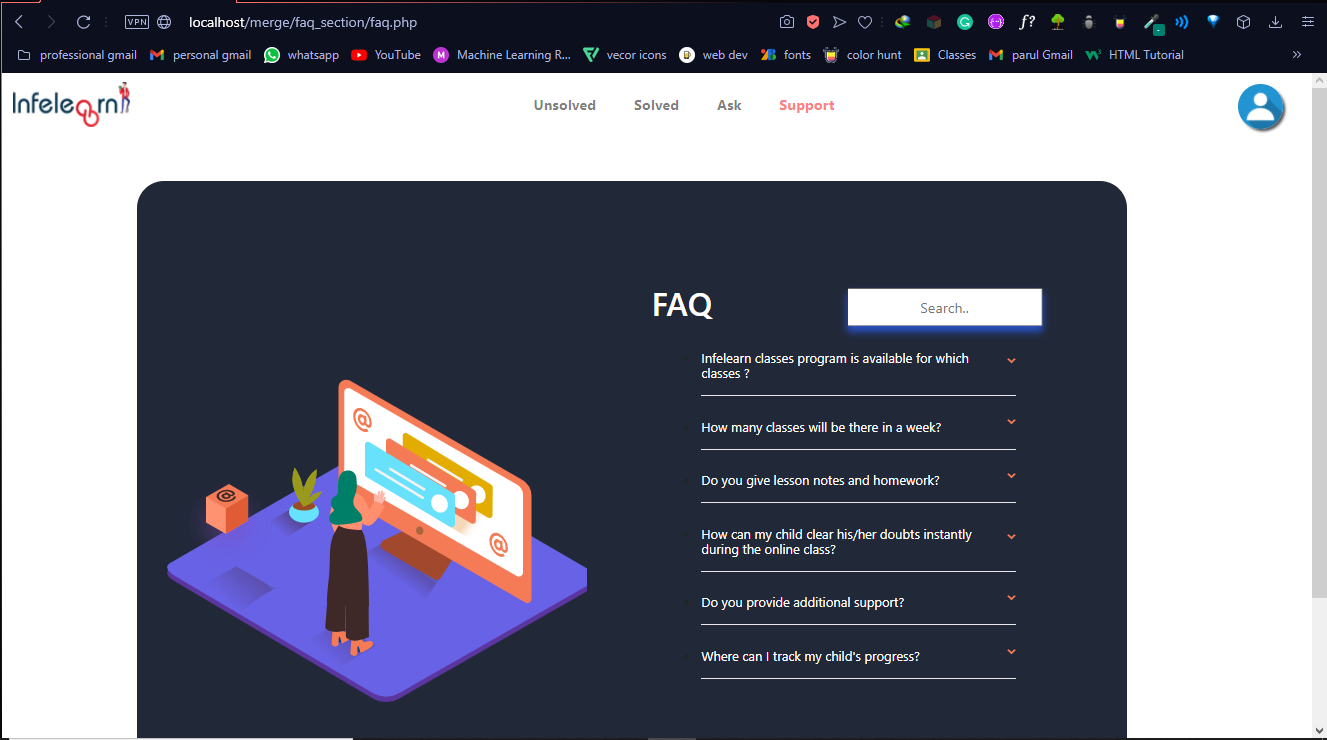 VPN localhost/merge/faq_section/faq.php f?
professional gmail personal gmail whatsapp YouTube M Machine Learning R... vecor icons web dev fonts color hunt Classes parul Gmail HTML Tutorial »
Infelearn Unsolved Solved Ask Support
FAQ Search..
Infelearn classes program is available for which
classes ?
How many classes will be there in a week?
Do you give lesson notes and homework?
How can my child clear his/her doubts instantly
during the online class?
Do you provide additional support?
Where can I track my child's progress?
@
@
@